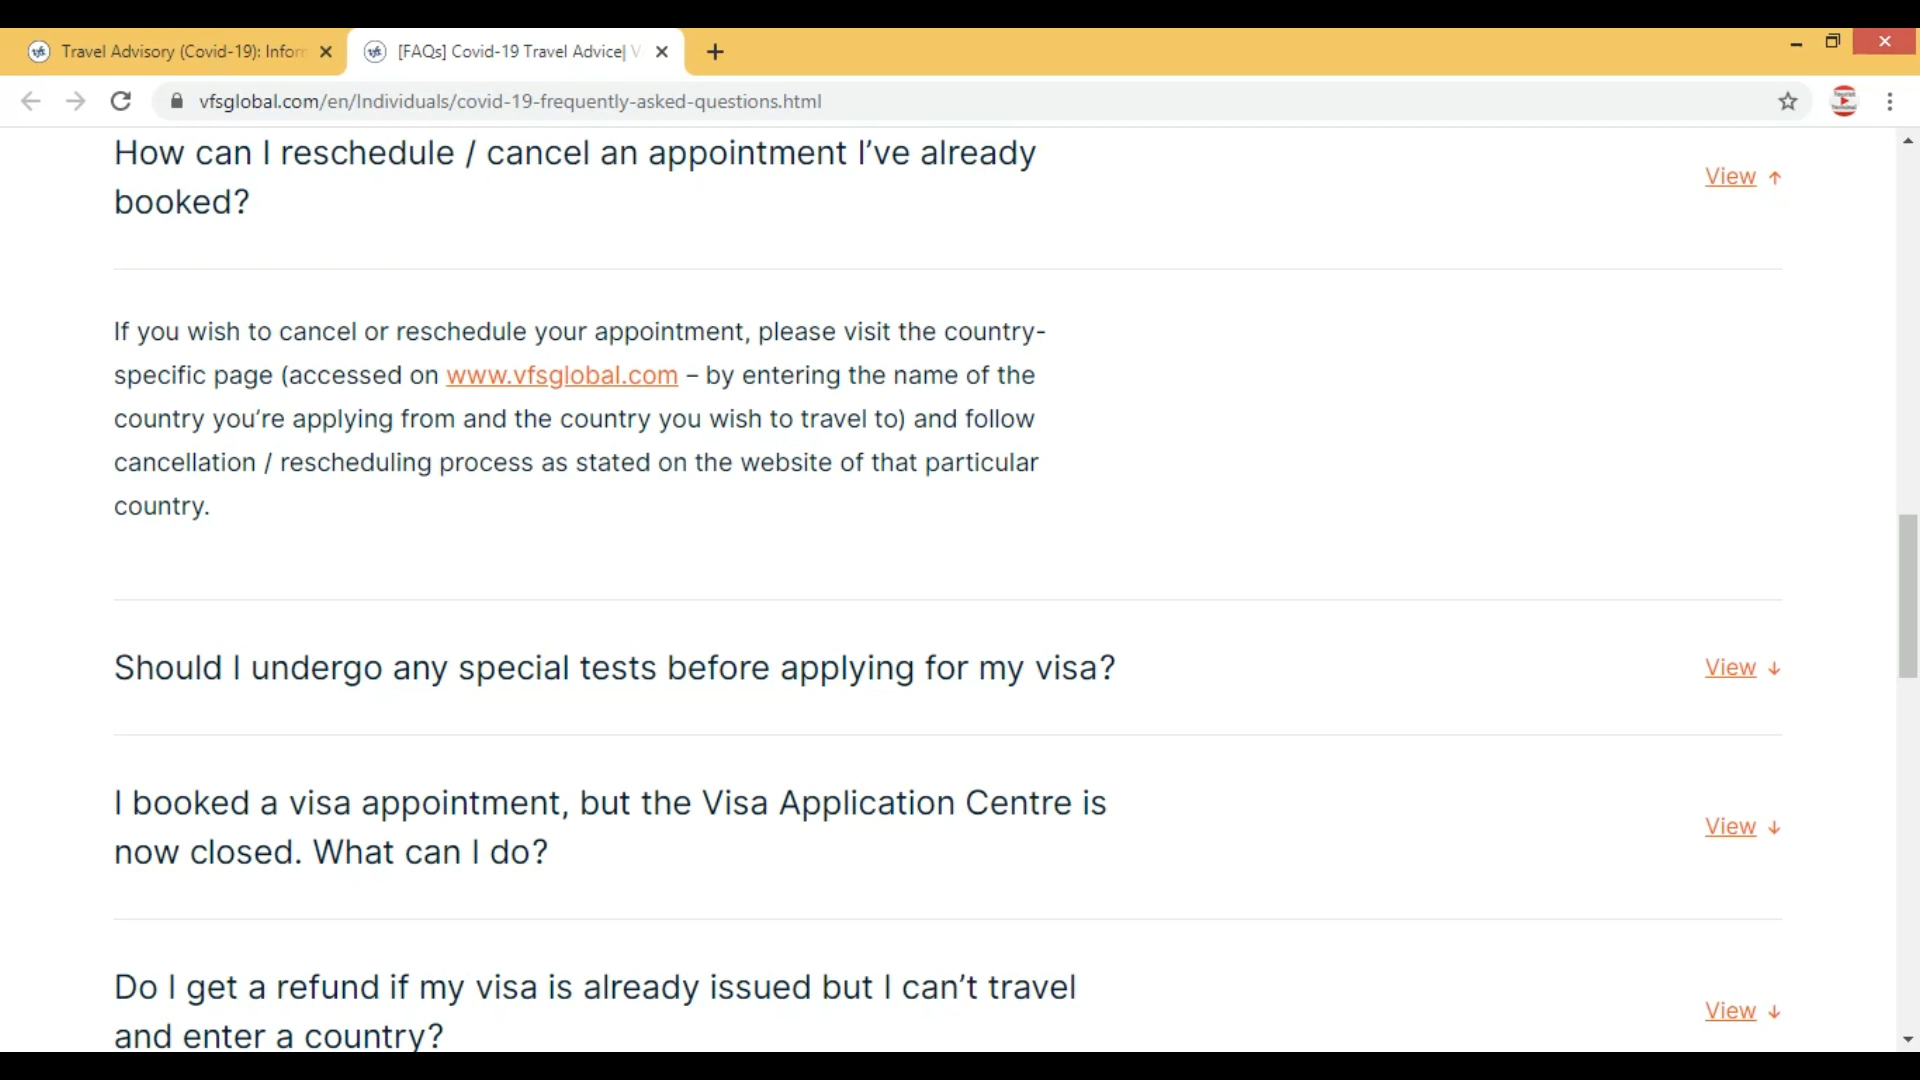 Travel Advisory (Covid-19): Inform
[FAQs] Covid-19 Travel Advice| V
vfsglobal.com/en/Individuals/covid-19-frequently-asked-questions.html
How can I reschedule / cancel an appointment I’ve already
booked?
View ↑
If you wish to cancel or reschedule your appointment, please visit the country-
specific page (accessed on www.vfsglobal.com – by entering the name of the
country you’re applying from and the country you wish to travel to) and follow
cancellation / rescheduling process as stated on the website of that particular
country.
Should I undergo any special tests before applying for my visa?
View ↓
I booked a visa appointment, but the Visa Application Centre is
now closed. What can I do?
View ↓
Do I get a refund if my visa is already issued but I can’t travel
and enter a country?
View ↓